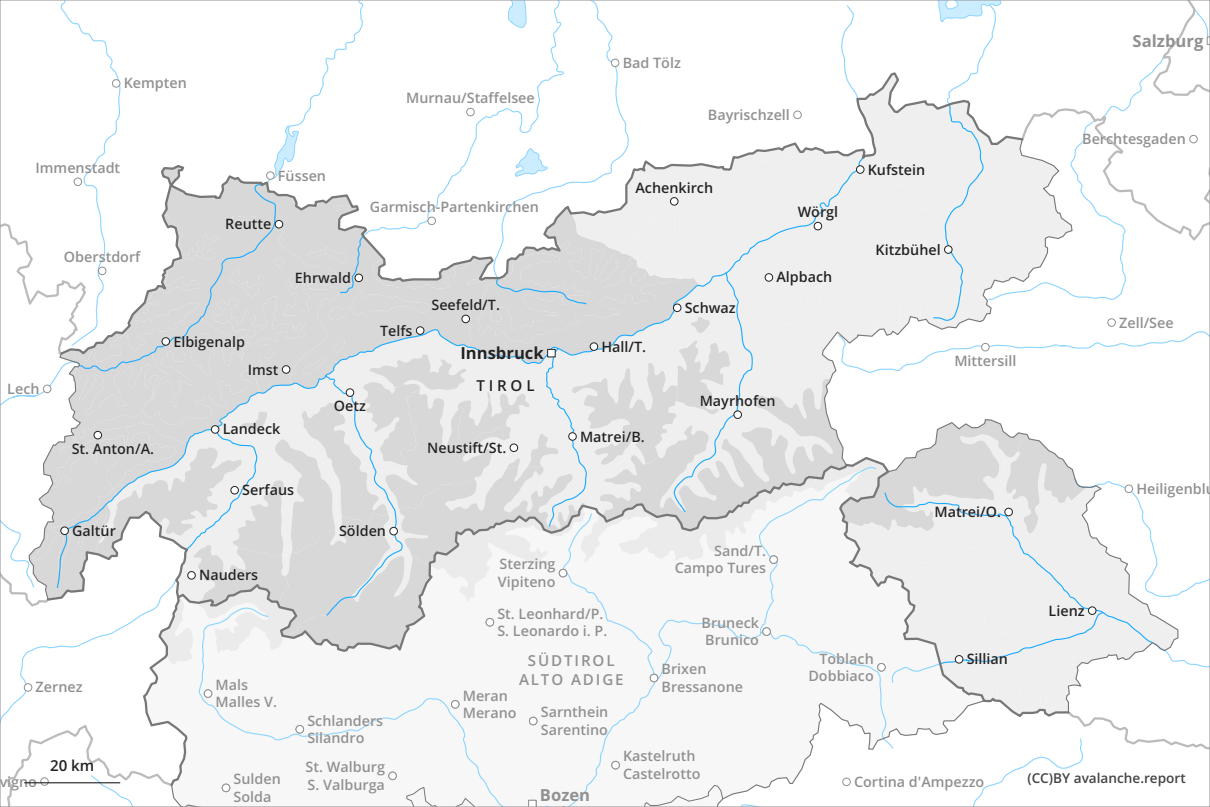 Salzburg
Bad Tölz
Kempten
Murnau/Staffelsee
Bayrischzell
Berchtesgaden
Immenstadt
Füssen
Kufstein
Achenkirch
Garmisch-Partenkirchen
Wörgl
Reutte
Kitzbühel
Oberstdorf
Ehrwald
Alpbach
Seefeld/T.
Schwaz
Telfs
Zell/See
Elbigenalp
Innsbruck
Hall/T.
Mittersill
Imst
TIROL
Lech
Oetz
Mayrhofen
Landeck
Matrei/B.
St. Anton/A.
Neustift/St.
Serfaus
Heiligenblu
Matrei/O.
Galtür
Sölden
Sand/T.
Campo Tures
Sterzing
Vipiteno
Nauders
Lienz
St. Leonhard/P.
S. Leonardo i. P.
Bruneck
Brunico
SÜDTIROL
ALTO ADIGE
Toblach
Dobbiaco
Sillian
Brixen
Bressanone
Zernez
Mals
Malles V.
Meran
Merano
Sarnthein
Sarentino
Schlanders
Silandro
Kastelruth
Castelrotto
20 km
St. Walburg
S. Valburga
vigno
Sulden
Solda
Cortina d'Ampezzo
(CC)BY avalanche.report
Bozen